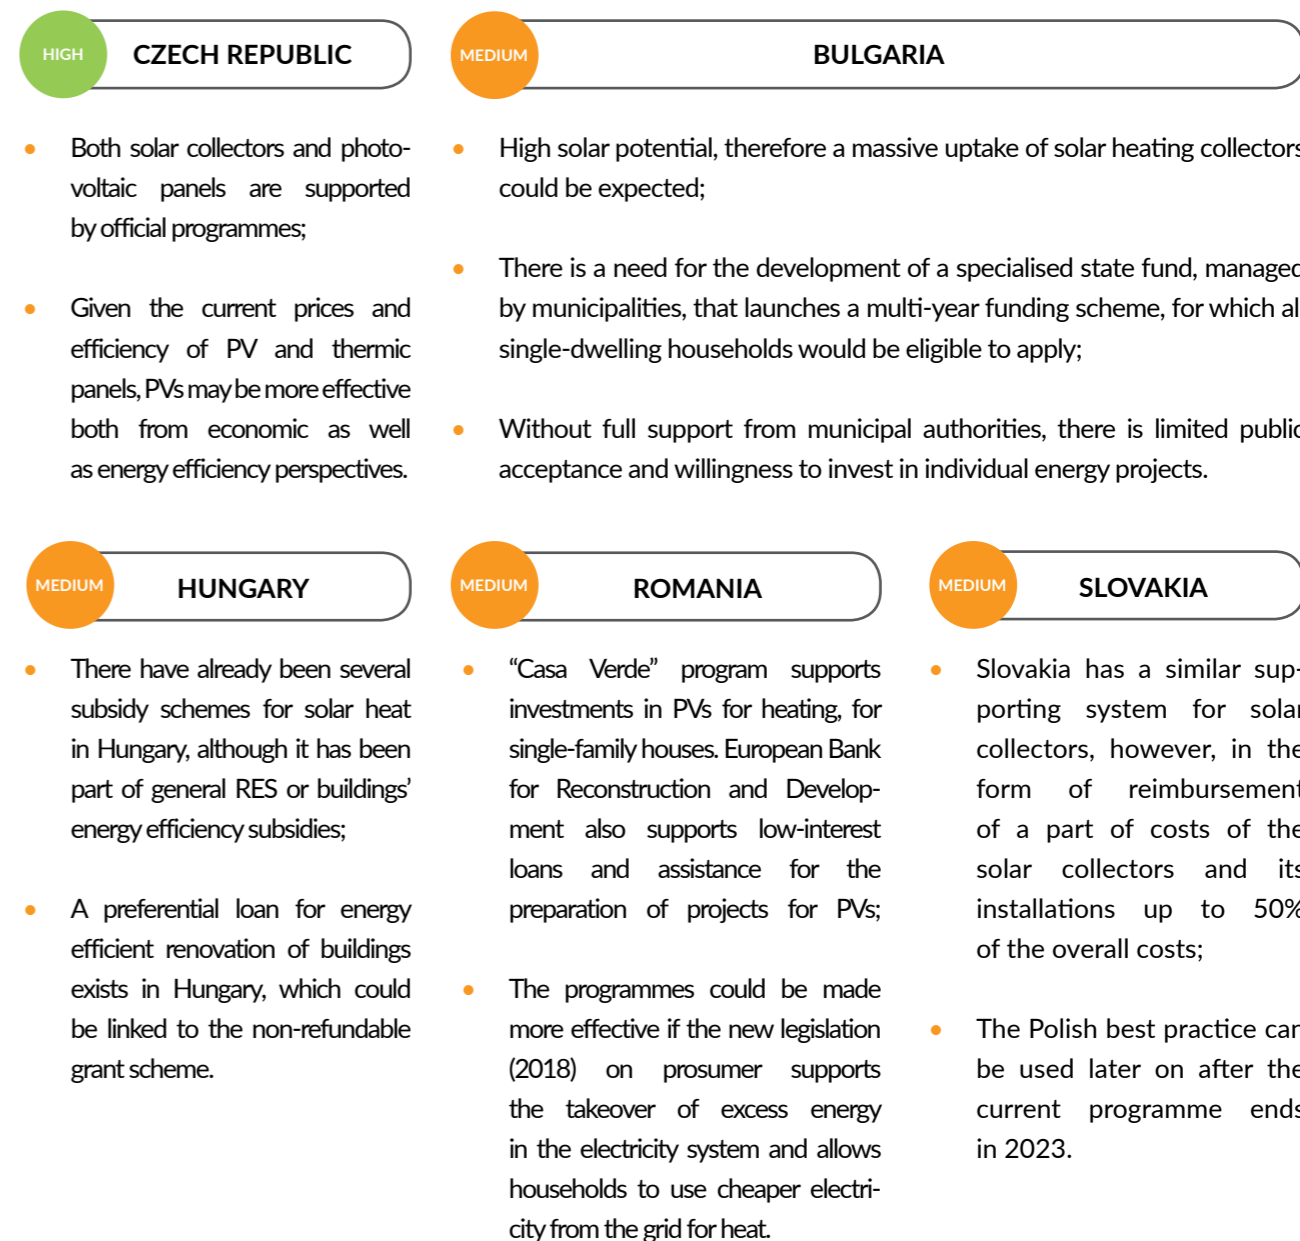 HIGH
CZECH REPUBLIC
Both solar collectors and photo-
voltaic panels are supported
by official programmes;
Given the current prices and
efficiency of PV and thermic
panels, PVs may be more effective
both from economic as well
as energy efficiency perspectives.
MEDIUM
BULGARIA
High solar potential, therefore a massive uptake of solar heating collectors
could be expected;
There is a need for the development of a specialised state fund, managed
by municipalities, that launches a multi-year funding scheme, for which al
single-dwelling households would be eligible to apply;
Without full support from municipal authorities, there is limited public
acceptance and willingness to invest in individual energy projects.
MEDIUM
HUNGARY
There have already been several
subsidy schemes for solar heat
in Hungary, although it has been
part of general RES or buildings’
energy efficiency subsidies;
A preferential loan for energy
efficient renovation of buildings
exists in Hungary, which could
be linked to the non-refundable
grant scheme.
MEDIUM
ROMANIA
“Casa Verde” program supports
investments in PVs for heating, for
single-family houses. European Bank
for Reconstruction and Develop-
ment also supports low-interest
loans and assistance for the
preparation of projects for PVs;
The programmes could be made
more effective if the new legislation
(2018) on prosumer supports
the takeover of excess energy
in the electricity system and allows
households to use cheaper electri-
city from the grid for heat.
MEDIUM
SLOVAKIA
Slovakia has a similar sup-
porting system for solar
collectors, however, in the
form of reimbursement
of a part of costs of the
solar collectors and its
installations up to 50%
of the overall costs;
The Polish best practice can
be used later on after the
current programme ends
in 2023.